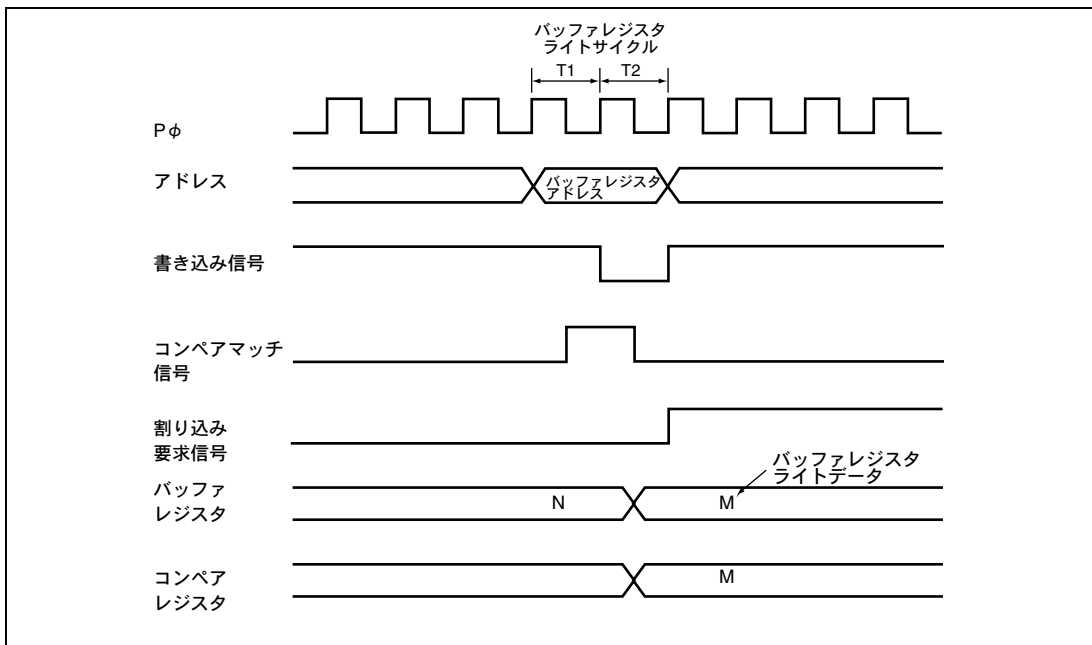 バッファレジスタ
ライトサイクル
T1 T2
Pφ
アドレス
バッファレジスタ
アドレス
書き込み信号
コンペアマッチ
信号
割り込み
要求信号
バッファレジスタ
ライトデータ
バッファ
レジスタ
N M
コンペア
レジスタ
M